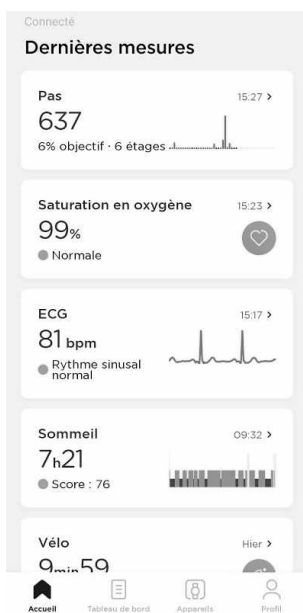 Connecté
Dernières mesures
Pas
15:27 >
637
6% objectif · 6 étages
Saturation en oxygène
15:23 >
99%
Normale
ECG
15:17 >
81 bpm
Rythme sinusal
normal
Sommeil
09:32 >
7h21
Score : 76
Vélo
Hier >
9min59
Accueil
Tableau de bord
Appareils
Profil